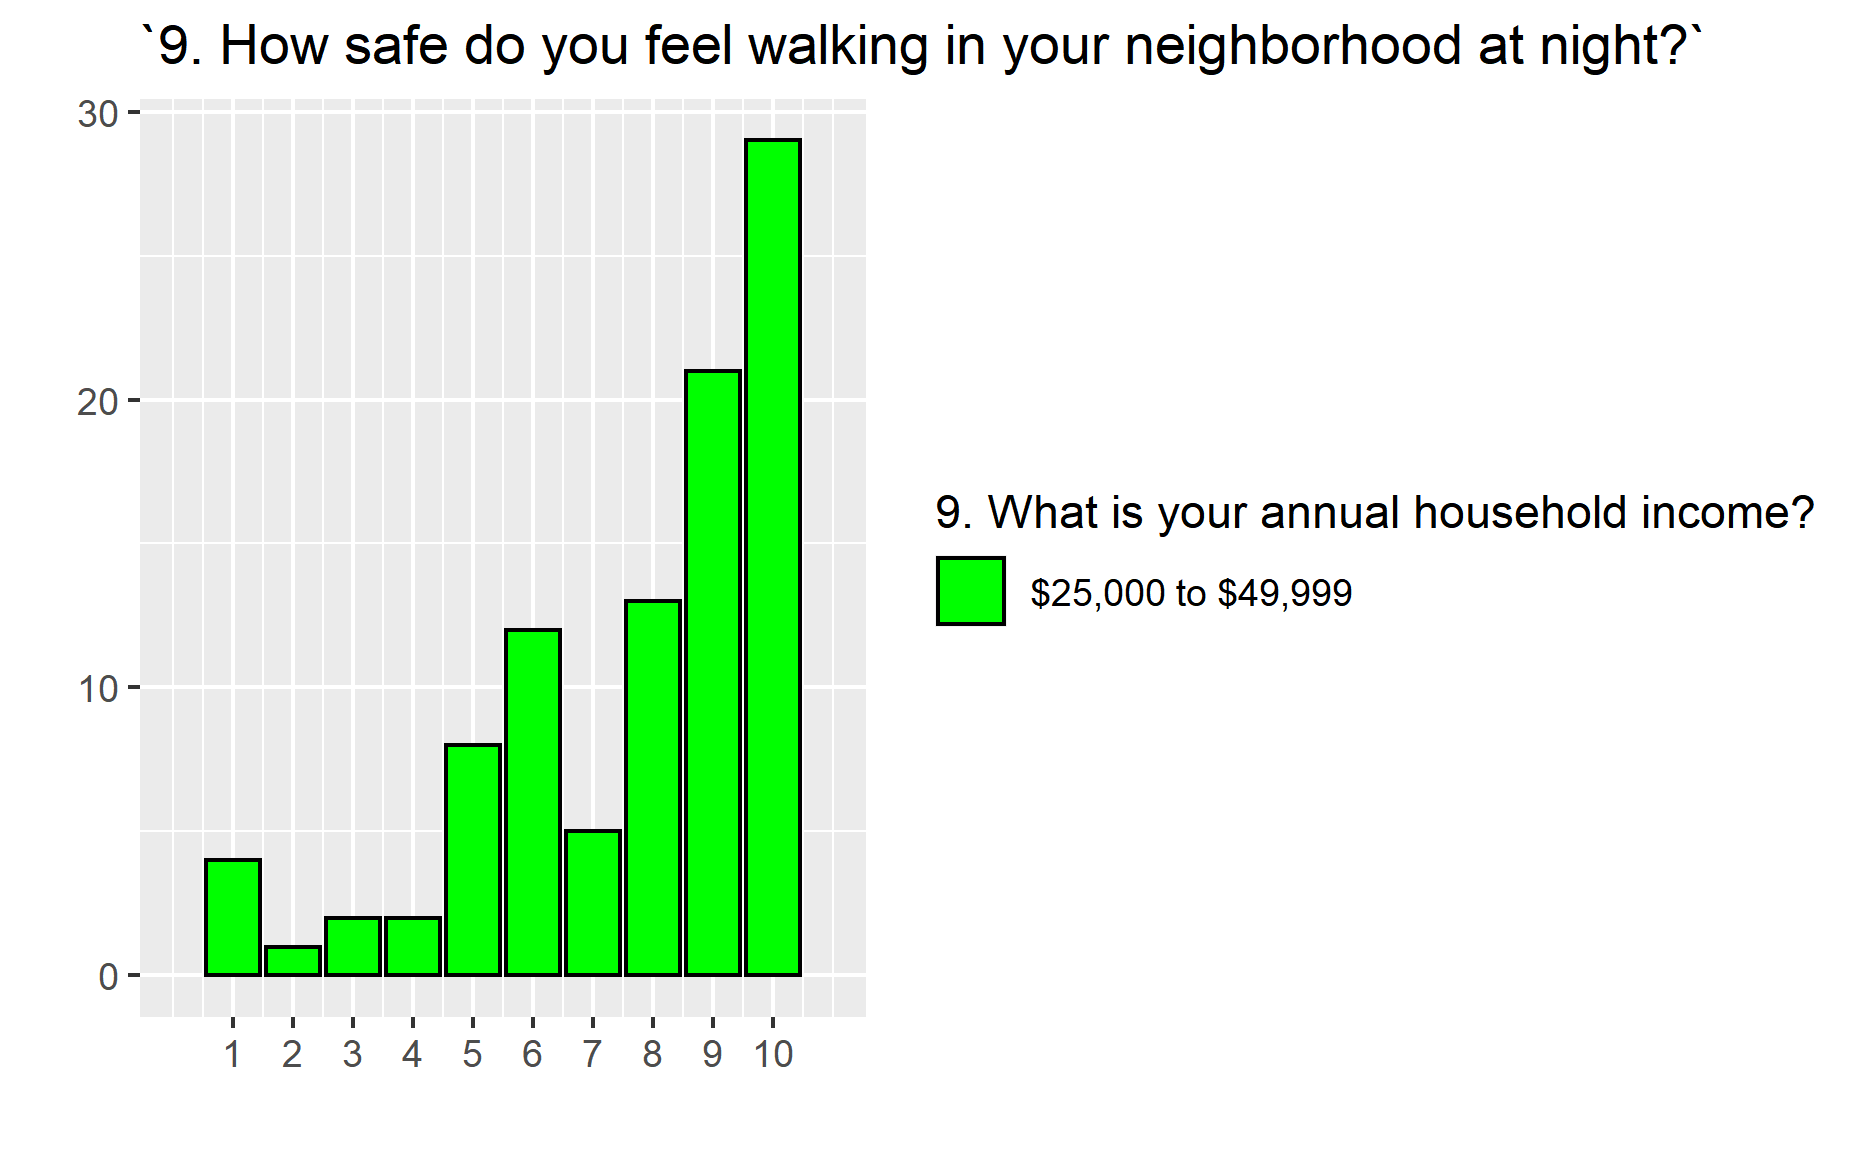 `9. How safe do you feel walking in your neighborhood at night?`
30
20
10
0
1 2 3 4 5 6 7 8 9 10
9. What is your annual household income?
$25,000 to $49,999